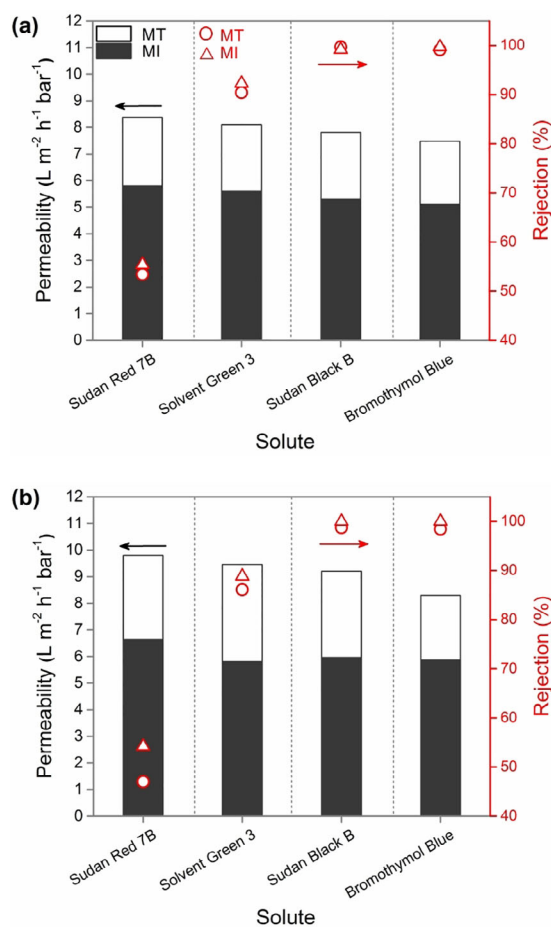 (a)
MT
MI
MT
MI
Permeability (L m⁻² h⁻¹ bar⁻¹)
12
11
10
9
8
7
6
5
4
3
2
1
0
100
90
80
70
60
50
40
Rejection (%)
Sudan Red 7B
Solvent Green 3
Sudan Black B
Bromothymol Blue
Solute
(b)
Permeability (L m⁻² h⁻¹ bar⁻¹)
12
11
10
9
8
7
6
5
4
3
2
1
0
100
90
80
70
60
50
40
Rejection (%)
Sudan Red 7B
Solvent Green 3
Sudan Black B
Bromothymol Blue
Solute